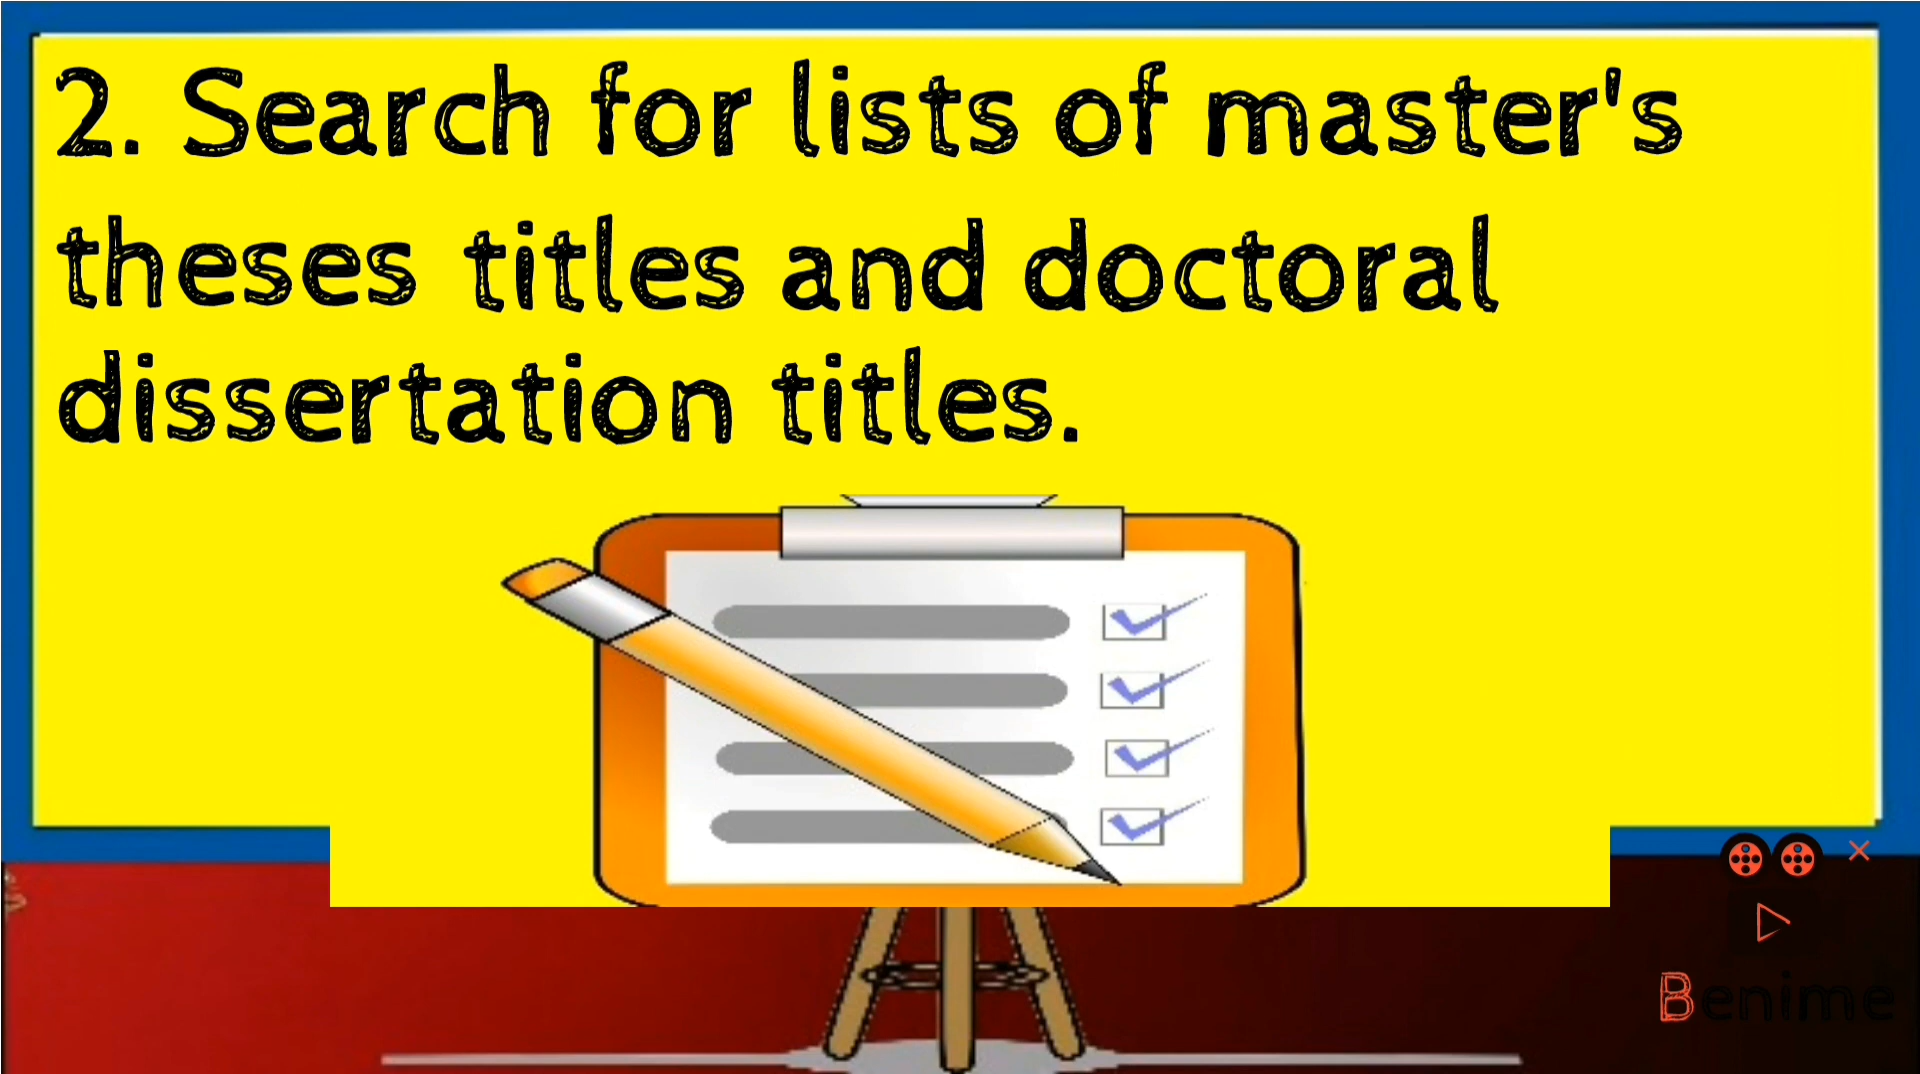 2. Search for lists of master's
theses titles and doctoral
dissertation titles.
Benime